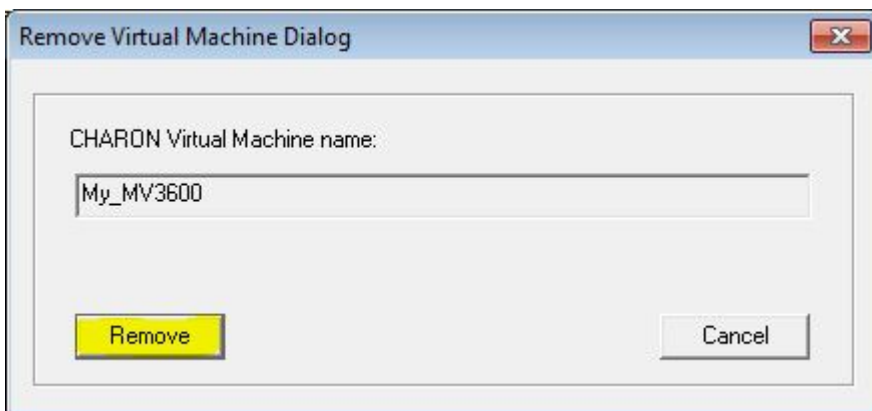 Remove Virtual Machine Dialog
CHARON Virtual Machine name:
My_MV3600
Remove
Cancel